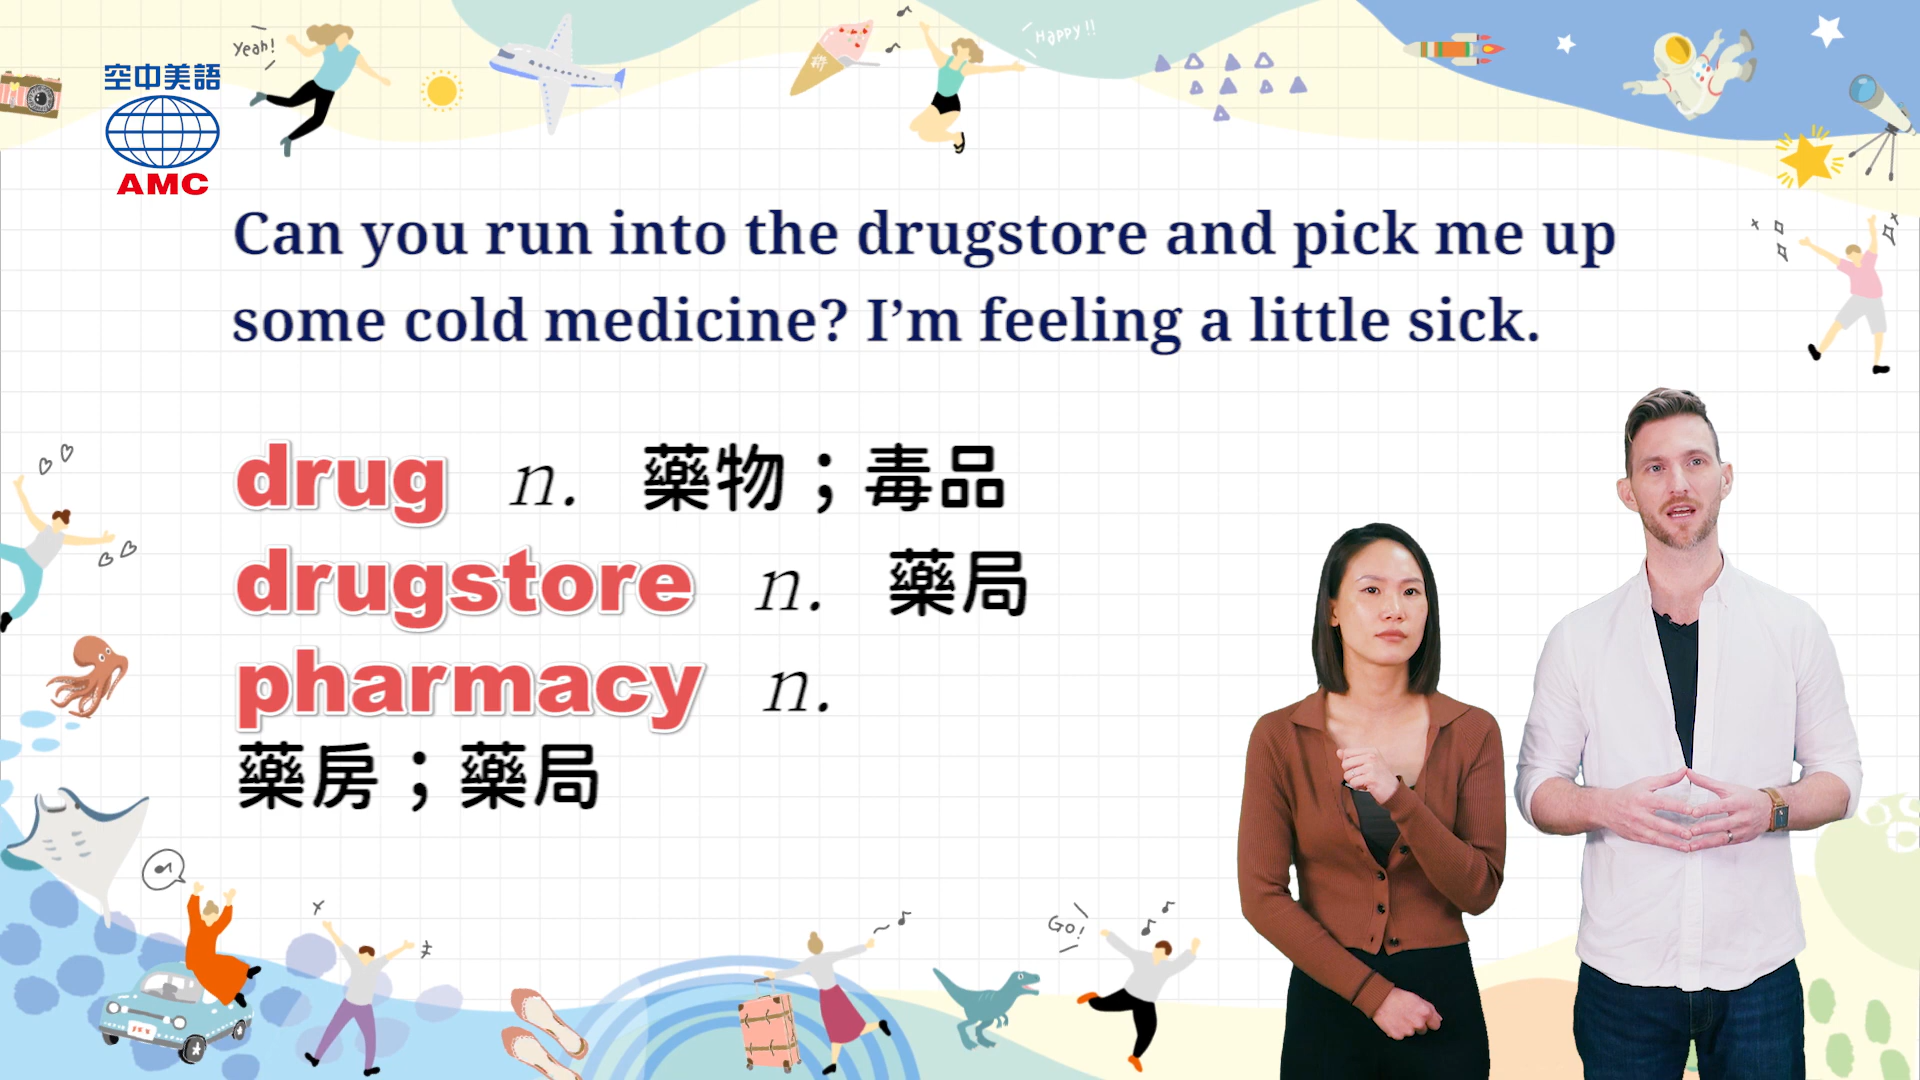 Yeah!
Happy!!
空中美語
AMC
Can you run into the drugstore and pick me up
some cold medicine? I’m feeling a little sick.
drug n. 藥物；毒品
drugstore n. 藥局
pharmacy n.
藥房；藥局
Go!